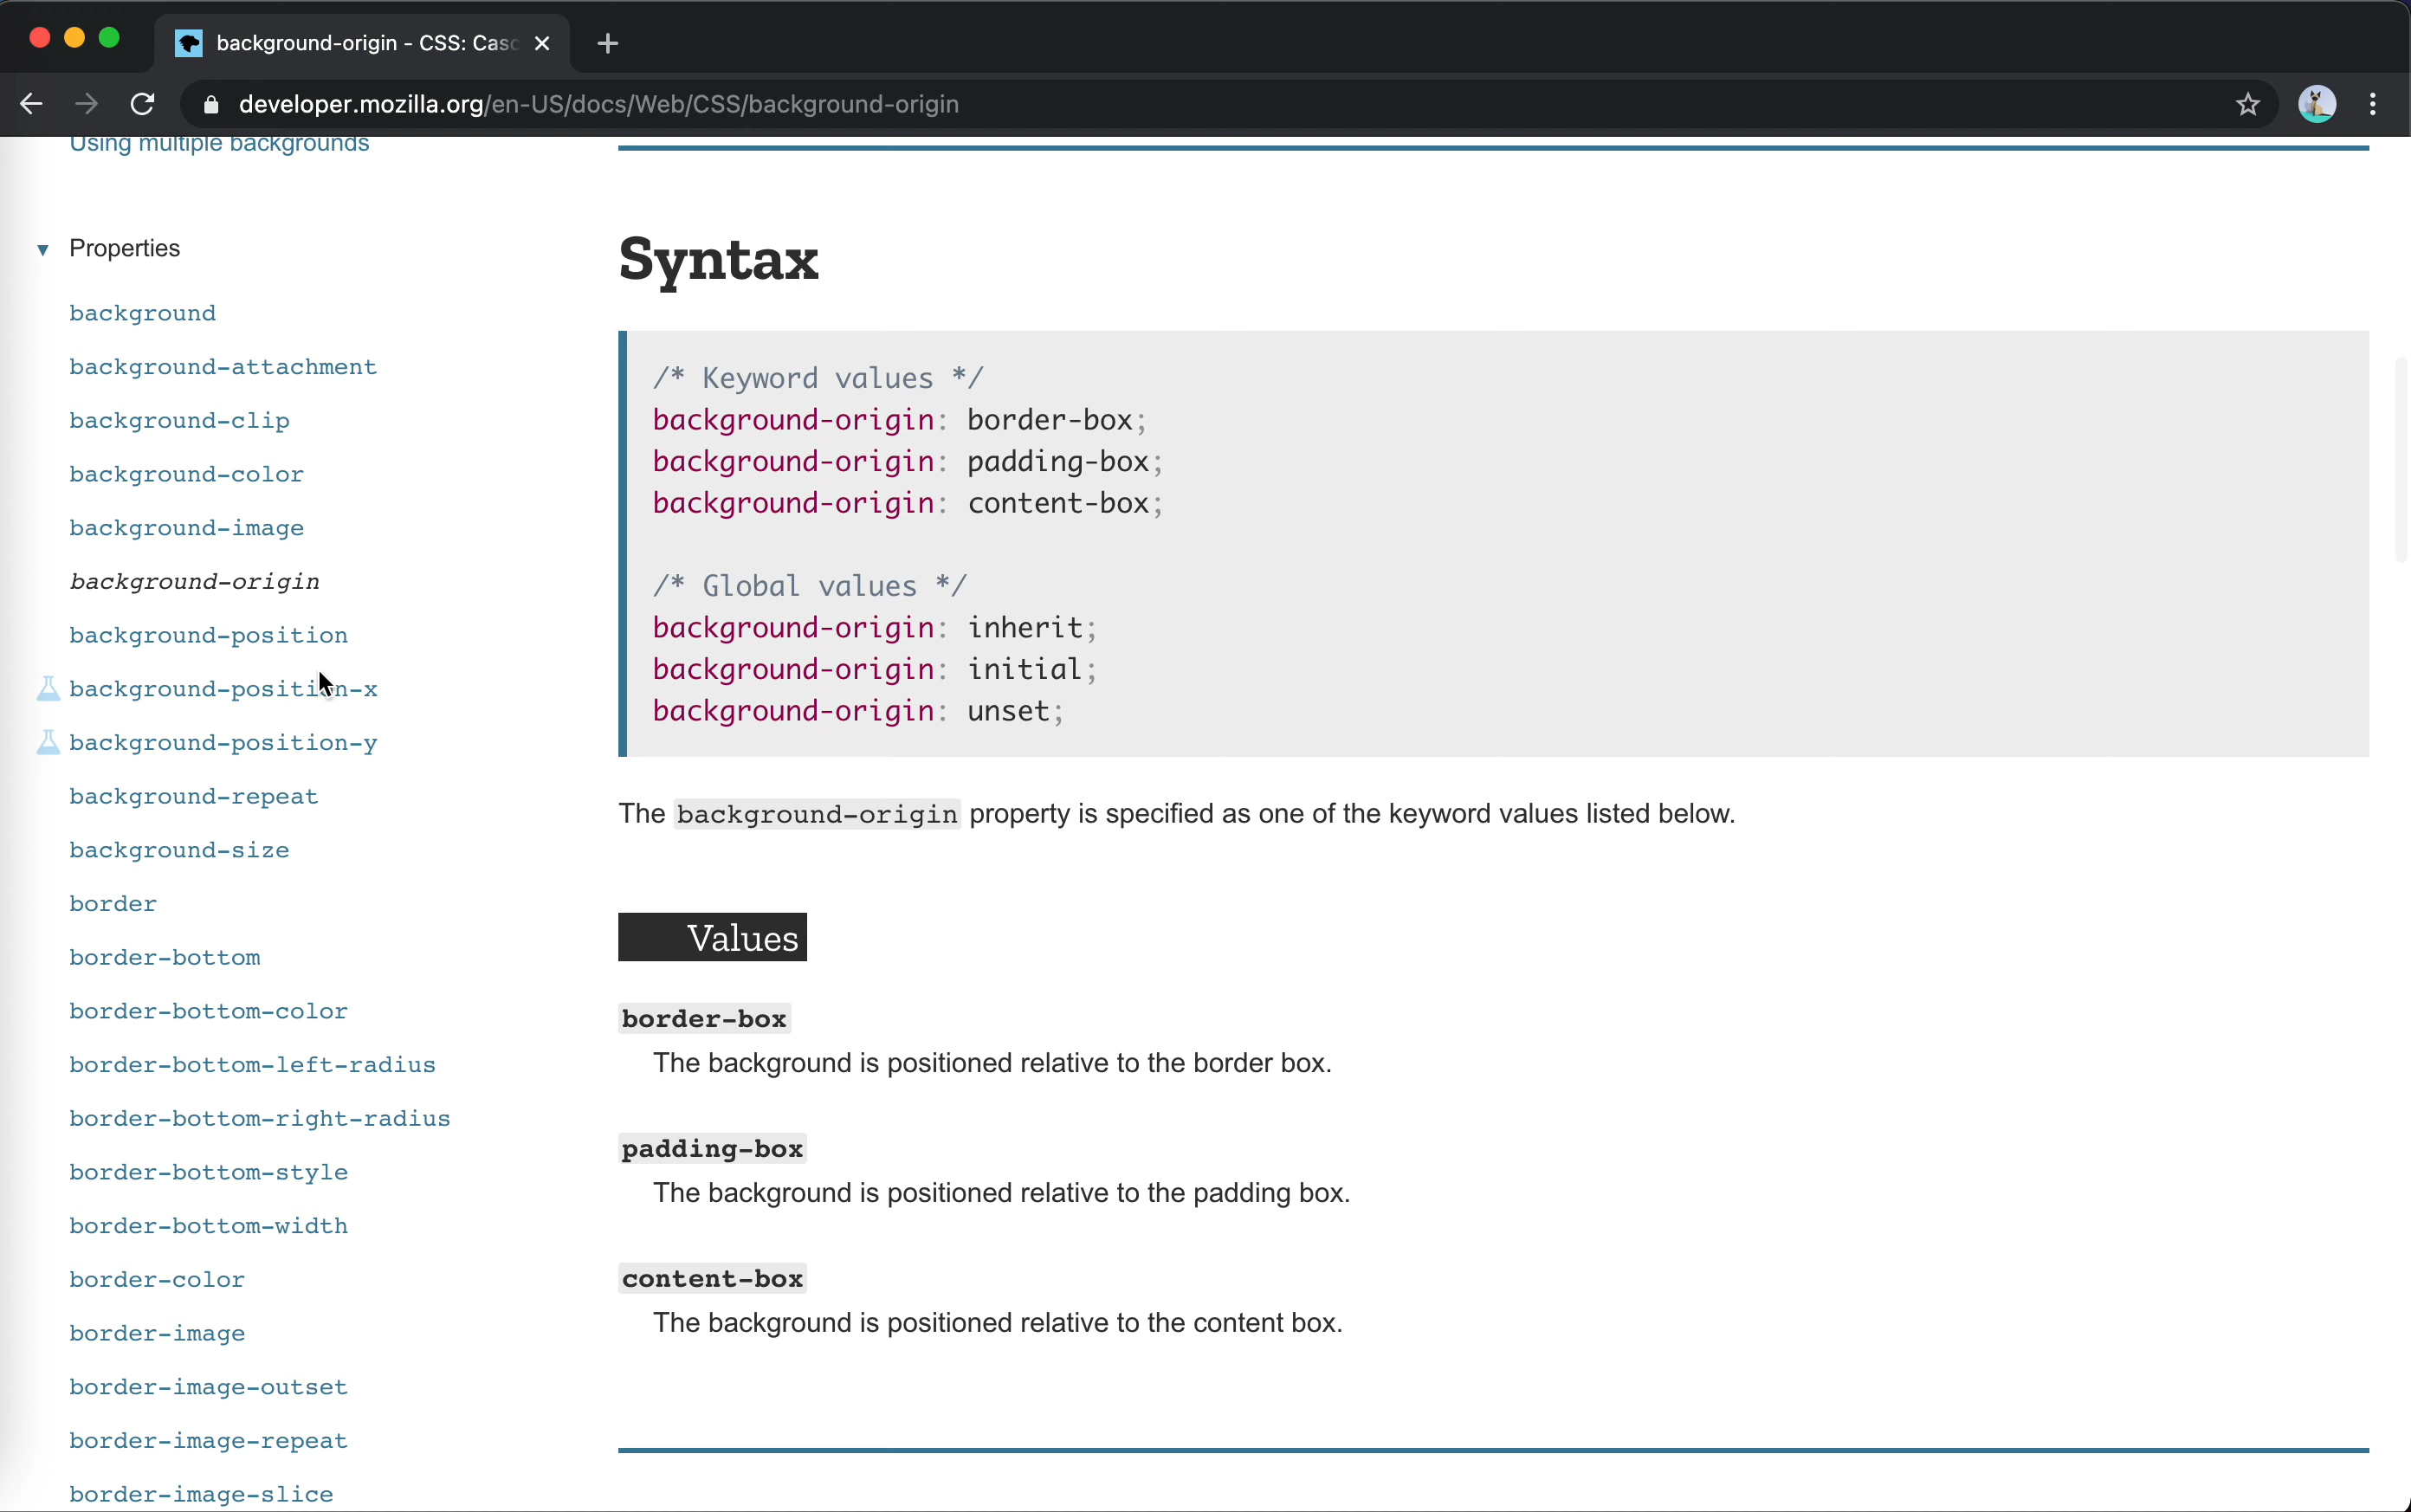 background-origin - CSS: Casc
developer.mozilla.org/en-US/docs/Web/CSS/background-origin
Using multiple backgrounds
Properties
background
background-attachment
background-clip
background-color
background-image
background-origin
background-position
background-position-x
background-position-y
background-repeat
background-size
border
border-bottom
border-bottom-color
border-bottom-left-radius
border-bottom-right-radius
border-bottom-style
border-bottom-width
border-color
border-image
border-image-outset
border-image-repeat
border-image-slice
Syntax
/* Keyword values */
background-origin: border-box;
background-origin: padding-box;
background-origin: content-box;
/* Global values */
background-origin: inherit;
background-origin: initial;
background-origin: unset;
The background-origin property is specified as one of the keyword values listed below.
Values
border-box
The background is positioned relative to the border box.
padding-box
The background is positioned relative to the padding box.
content-box
The background is positioned relative to the content box.